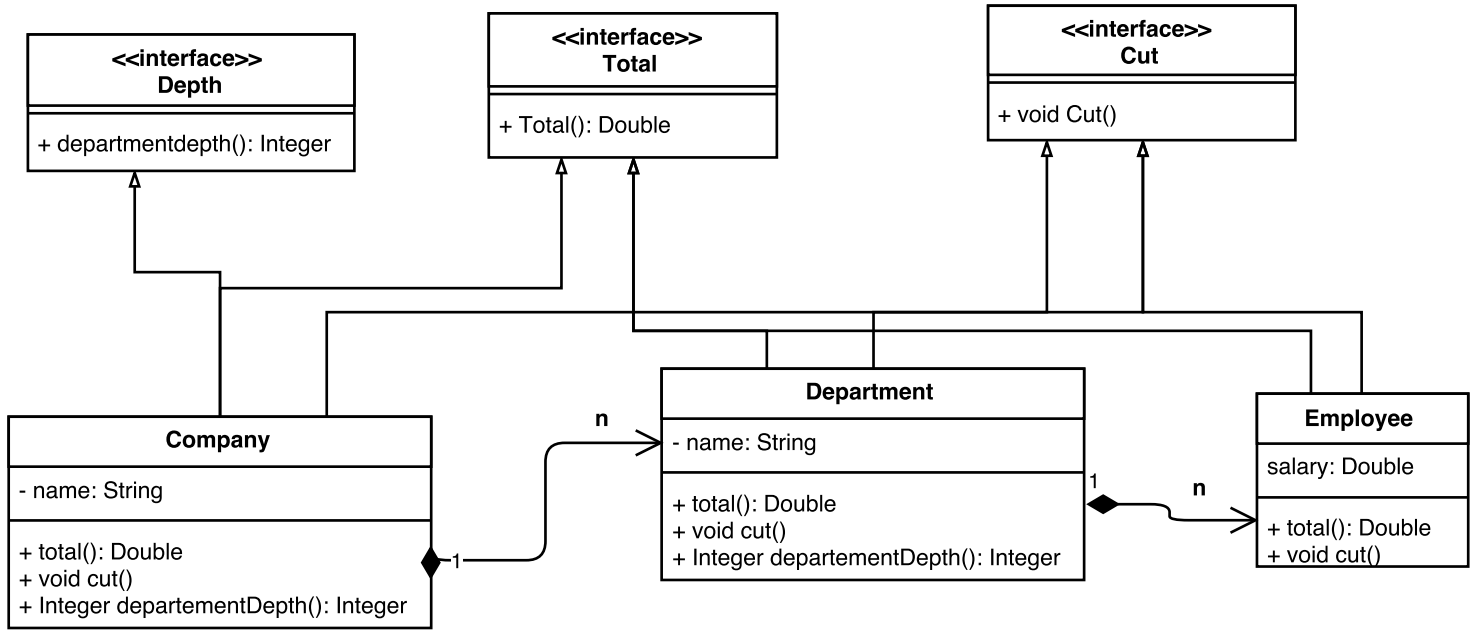 <<interface>>
Depth
+ departmentdepth(): Integer
<<interface>>
Total
+ Total(): Double
<<interface>>
Cut
+ void Cut()
Company
- name: String
+ total(): Double
+ void cut()
+ Integer departementDepth(): Integer
1
n
Department
- name: String
+ total(): Double
+ void cut()
+ Integer departementDepth(): Integer
1
n
Employee
salary: Double
+ total(): Double
+ void cut()